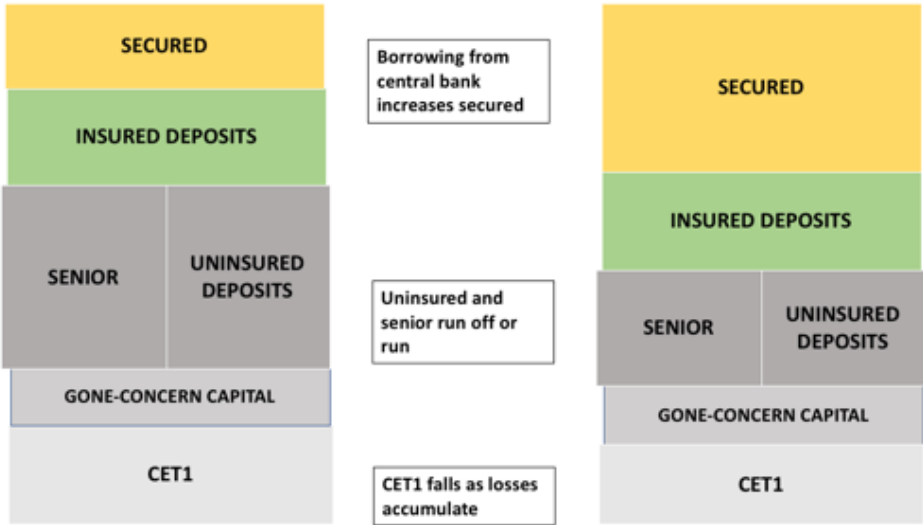 SECURED
INSURED DEPOSITS
SENIOR
UNINSURED
DEPOSITS
GONE-CONCERN CAPITAL
CET1
Borrowing from
central bank
increases secured
Uninsured and
senior run off or
run
CET1 falls as losses
accumulate
SECURED
INSURED DEPOSITS
SENIOR
UNINSURED
DEPOSITS
GONE-CONCERN CAPITAL
CET1